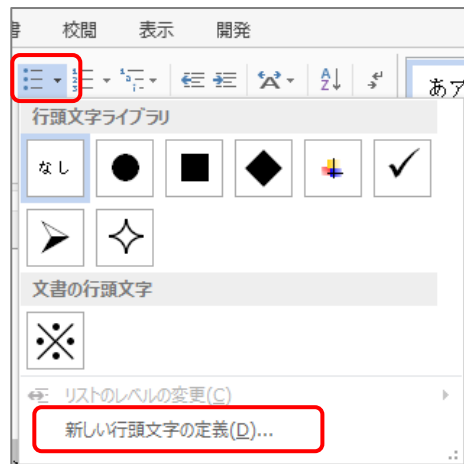 校閲 表示 開発
あア
行頭文字ライブラリ
なし
文書の行頭文字
※
リストのレベルの変更(C)
新しい行頭文字の定義(D)...